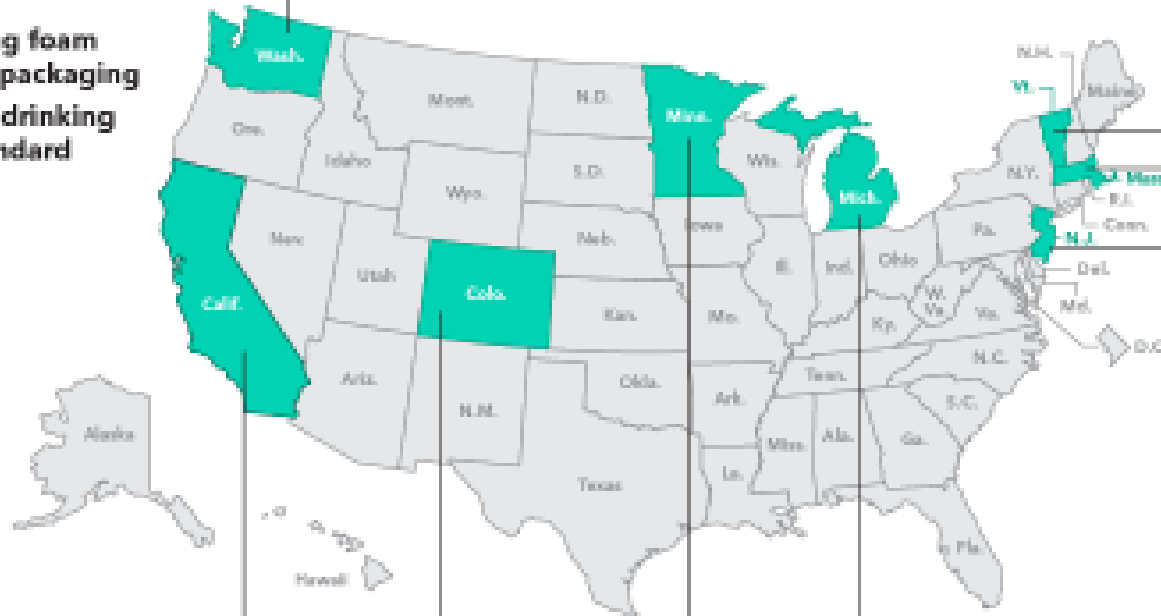 g foam
packaging
drinking
ndard
Wash.
Mont.
N.D.
Minn.
N.H.
Vt.
Maine
Ore.
Idaho
S.D.
Wis.
Mich.
N.Y.
Mass
R.I.
Conn.
Wyo.
Nev.
Neb.
Iowa
Pa.
N.J.
Utah
Colo.
Ill.
Ind.
Ohio
Del.
Calif.
Kan.
Mo.
W.
Va.
Va.
Md.
Ky.
D.C
Ariz.
N.M.
Okla.
Ark.
Tenn.
N.C.
S.C.
Alaska
Miss.
Ala.
Ga.
Texas
La.
Fla.
Hawaii